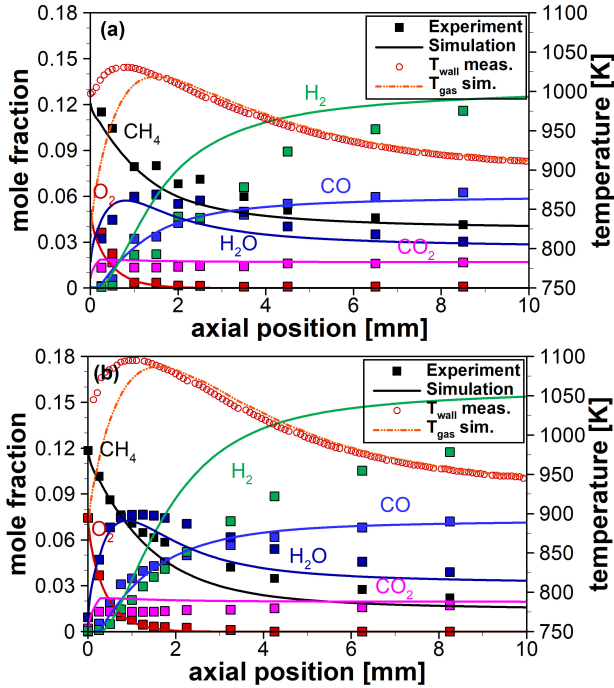 (a)
Experiment
Simulation
T_wall meas.
T_gas sim.
CH₄
O₂
H₂
CO
H₂O
CO₂
0.18
0.15
0.12
0.09
0.06
0.03
0
1100
1050
1000
950
900
850
800
750
0 2 4 6 8 10
mole fraction
temperature [K]
axial position [mm]
(b)
Experiment
Simulation
T_wall meas.
T_gas sim.
CH₄
O₂
H₂
CO
H₂O
CO₂
0.18
0.15
0.12
0.09
0.06
0.03
0
1100
1050
1000
950
900
850
800
750
0 2 4 6 8 10
mole fraction
temperature [K]
axial position [mm]